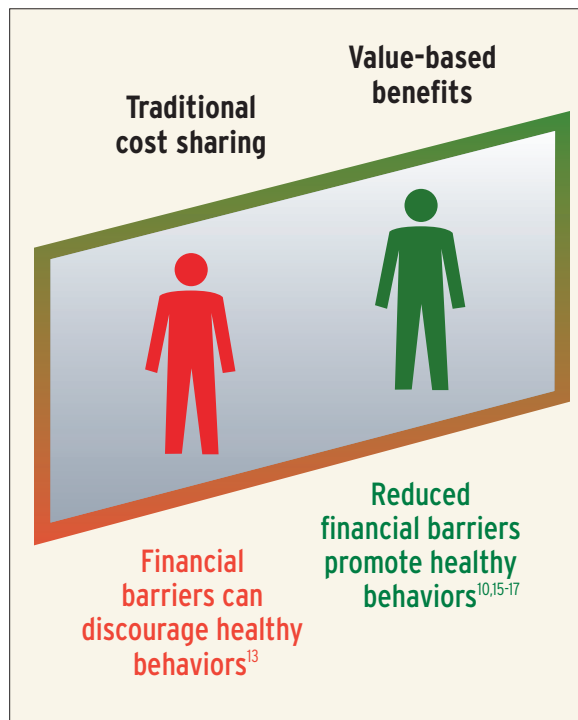 Traditional
cost sharing
Value-based
benefits
Financial
barriers can
discourage healthy
behaviors13
Reduced
financial barriers
promote healthy
behaviors10,15-17